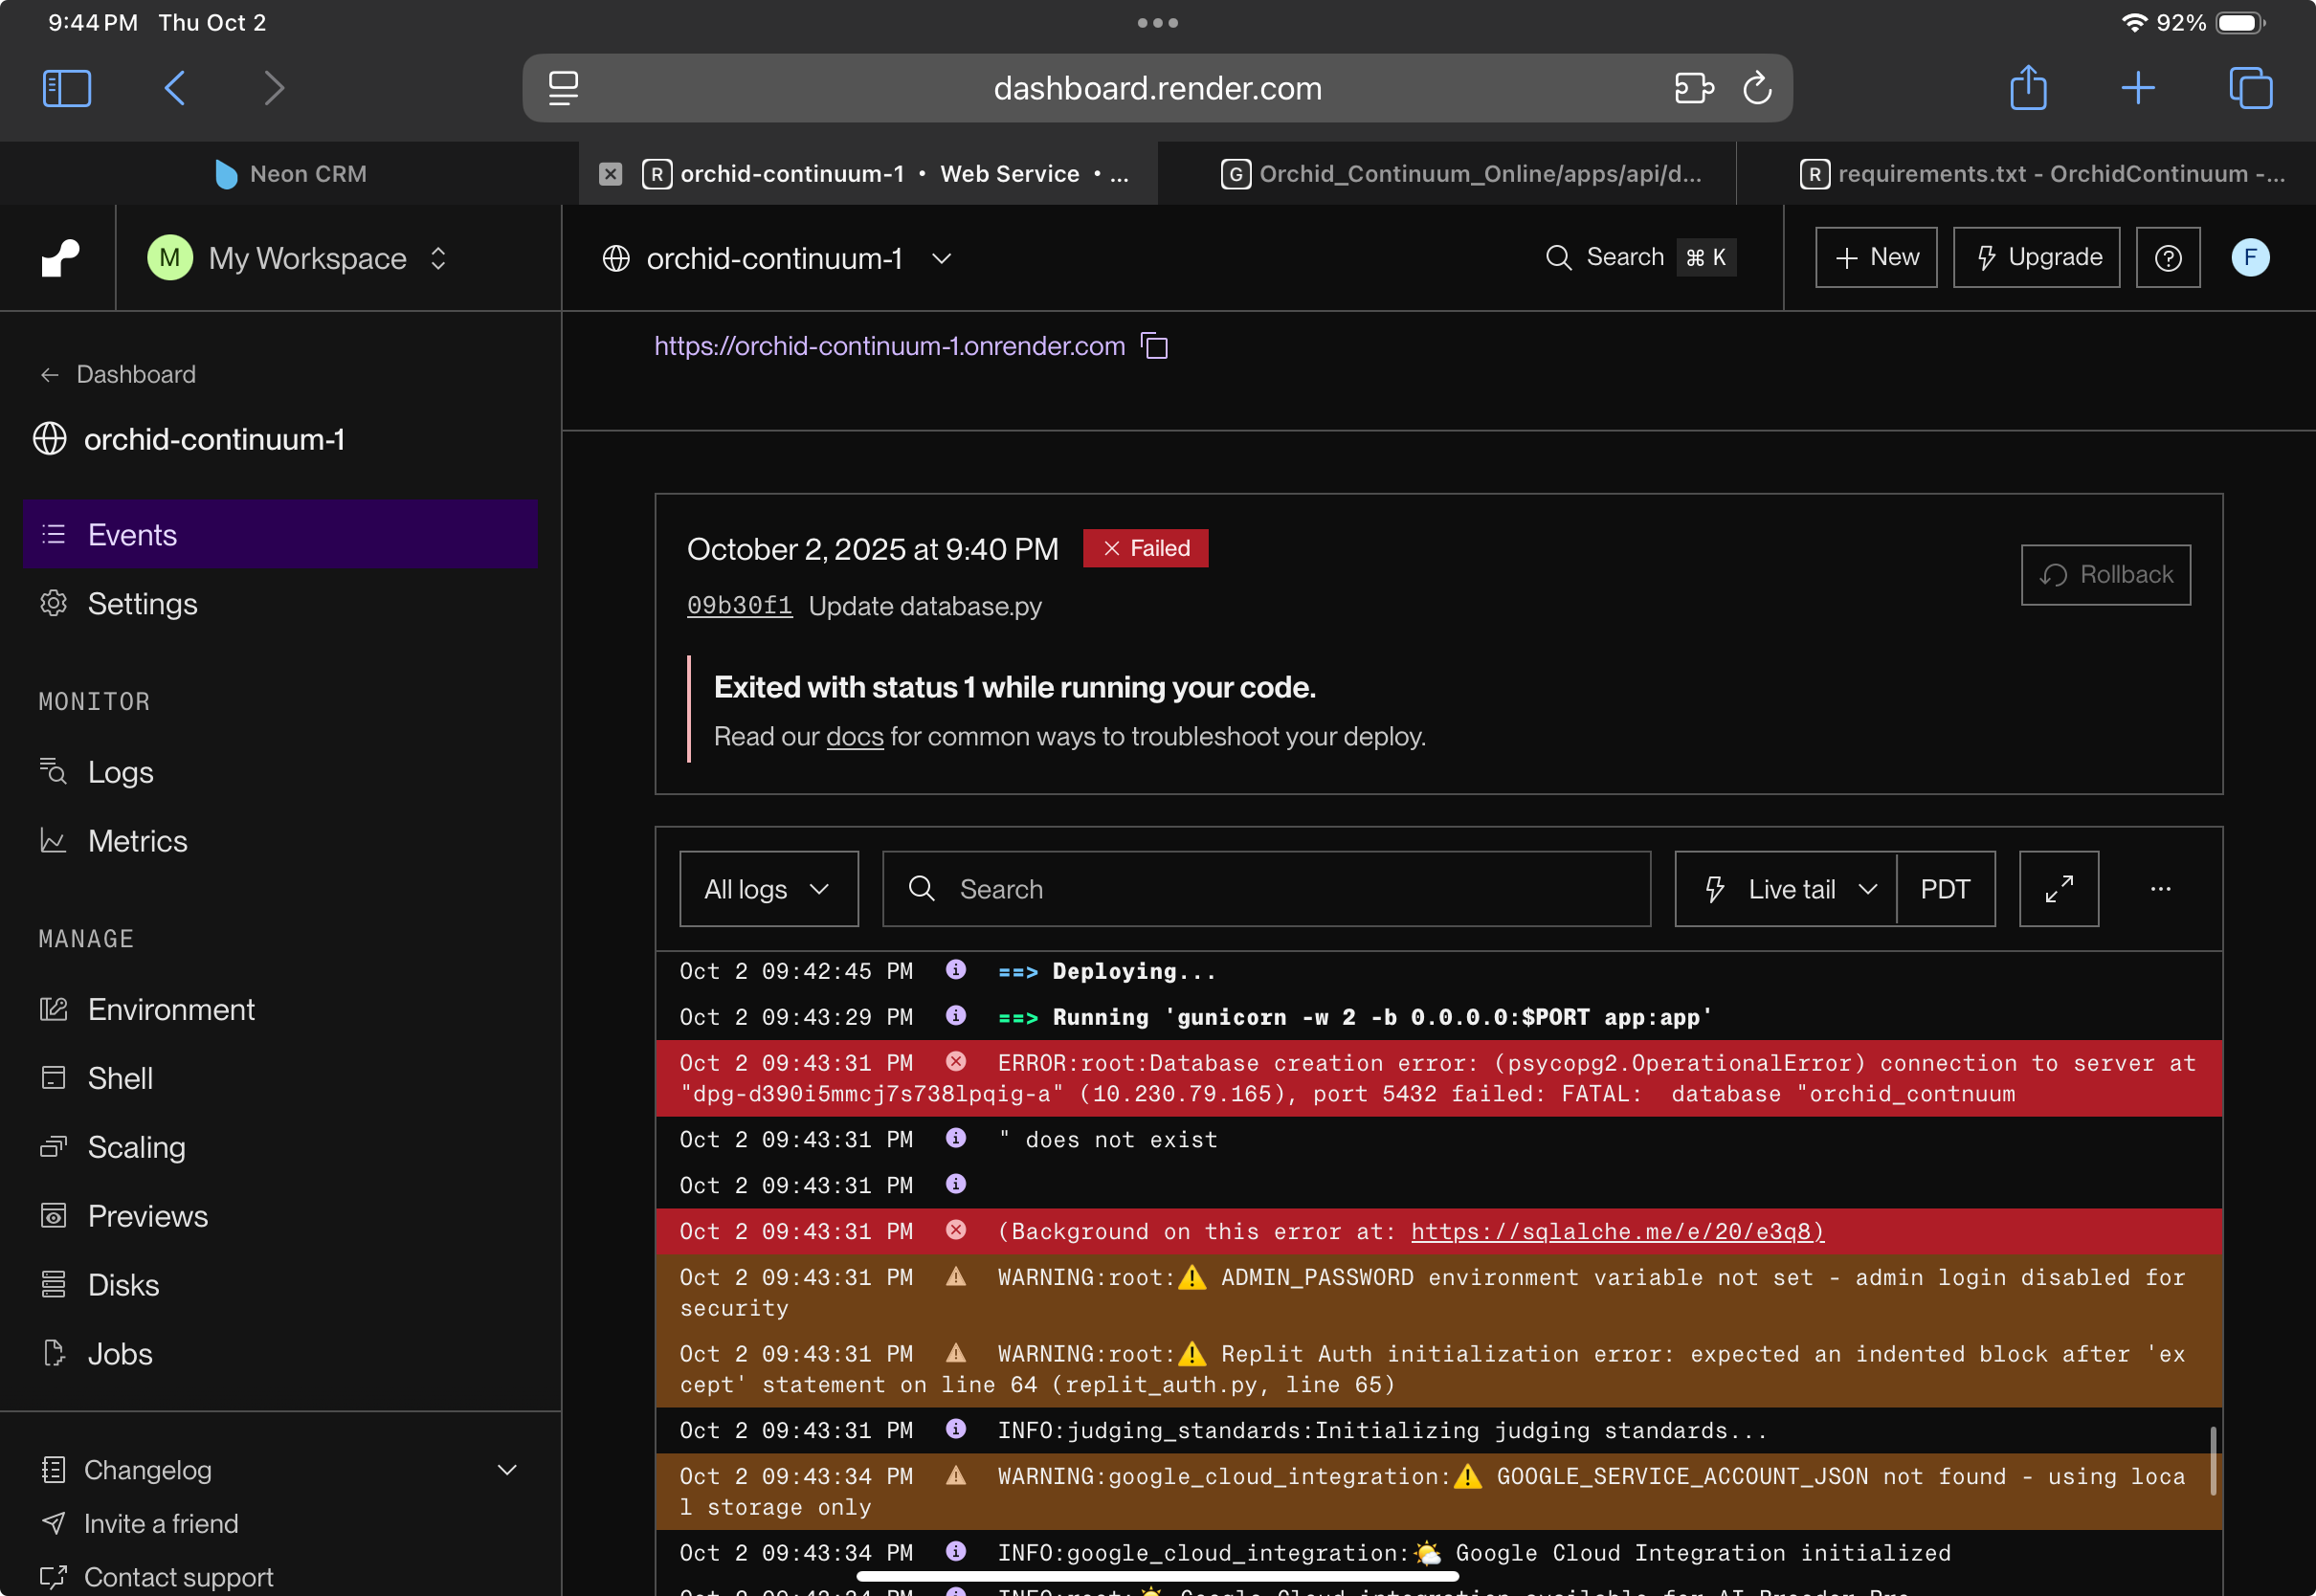 9:44 PM Thu Oct 2
92%
dashboard.render.com
Neon CRM
R orchid-continuum-1 • Web Service • ...
G Orchid_Continuum_Online/apps/api/d...
R requirements.txt - OrchidContinuum -...
M My Workspace
orchid-continuum-1
Search ⌘ K
+ New
Upgrade
?
F
https://orchid-continuum-1.onrender.com
← Dashboard
orchid-continuum-1
Events
Settings
MONITOR
Logs
Metrics
MANAGE
Environment
Shell
Scaling
Previews
Disks
Jobs
Changelog
Invite a friend
Contact support
October 2, 2025 at 9:40 PM
Failed
09b30f1 Update database.py
Rollback
Exited with status 1 while running your code.
Read our docs for common ways to troubleshoot your deploy.
All logs
Search
Live tail
PDT
...
Oct 2 09:42:45 PM ==> Deploying...
Oct 2 09:43:29 PM ==> Running 'gunicorn -w 2 -b 0.0.0.0:$PORT app:app'
Oct 2 09:43:31 PM ERROR:root:Database creation error: (psycopg2.OperationalError) connection to server at
"dpg-d390i5mmcj7s738lpqig-a" (10.230.79.165), port 5432 failed: FATAL:  database "orchid_contnuum
Oct 2 09:43:31 PM " does not exist
Oct 2 09:43:31 PM
Oct 2 09:43:31 PM (Background on this error at: https://sqlalche.me/e/20/e3q8)
Oct 2 09:43:31 PM WARNING:root:⚠️ ADMIN_PASSWORD environment variable not set - admin login disabled for
security
Oct 2 09:43:31 PM WARNING:root:⚠️ Replit Auth initialization error: expected an indented block after 'ex
cept' statement on line 64 (replit_auth.py, line 65)
Oct 2 09:43:31 PM INFO:judging_standards:Initializing judging standards...
Oct 2 09:43:34 PM WARNING:google_cloud_integration:⚠️ GOOGLE_SERVICE_ACCOUNT_JSON not found - using loca
l storage only
Oct 2 09:43:34 PM INFO:google_cloud_integration:🌤️ Google Cloud Integration initialized